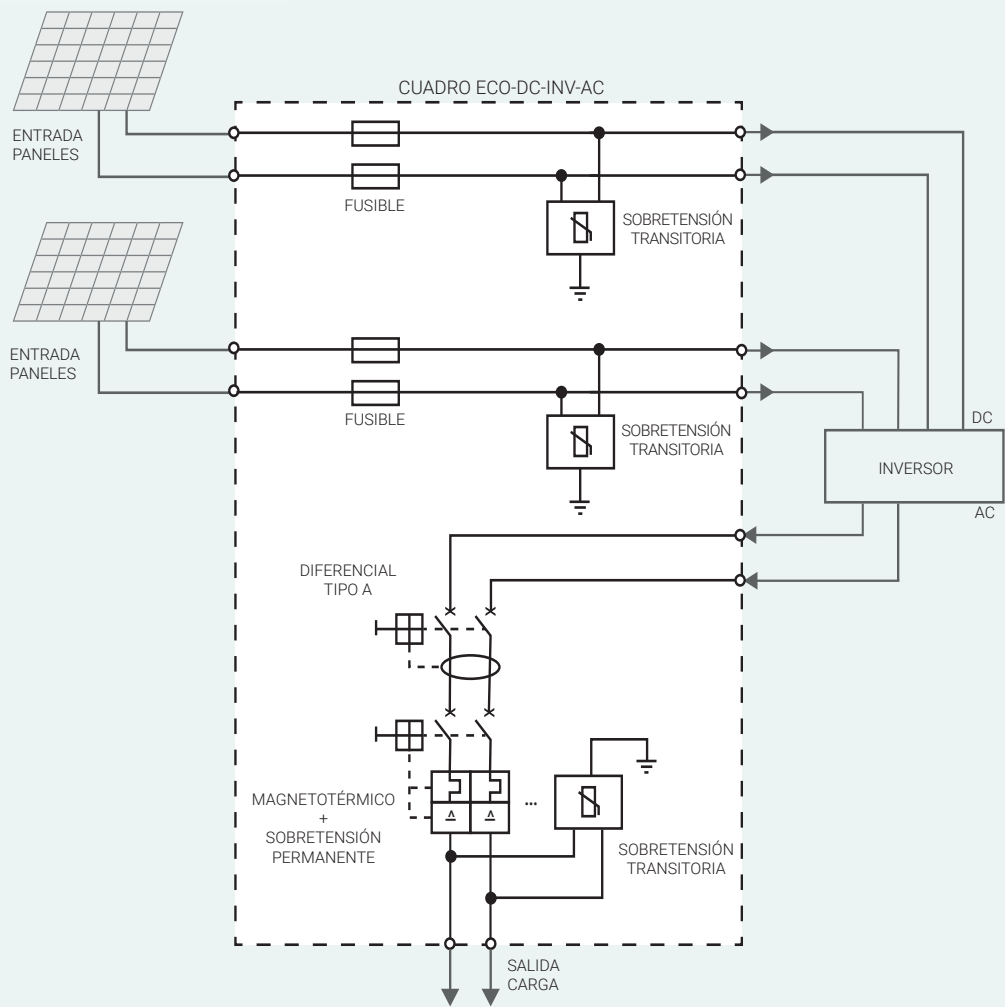 CUADRO ECO-DC-INV-AC
ENTRADA
PANELES
FUSIBLE
SOBRETENSIÓN
TRANSITORIA
ENTRADA
PANELES
FUSIBLE
SOBRETENSIÓN
TRANSITORIA
DC
INVERSOR
AC
DIFERENCIAL
TIPO A
MAGNETOTÉRMICO
+
SOBRETENSIÓN
PERMANENTE
...
SOBRETENSIÓN
TRANSITORIA
SALIDA
CARGA